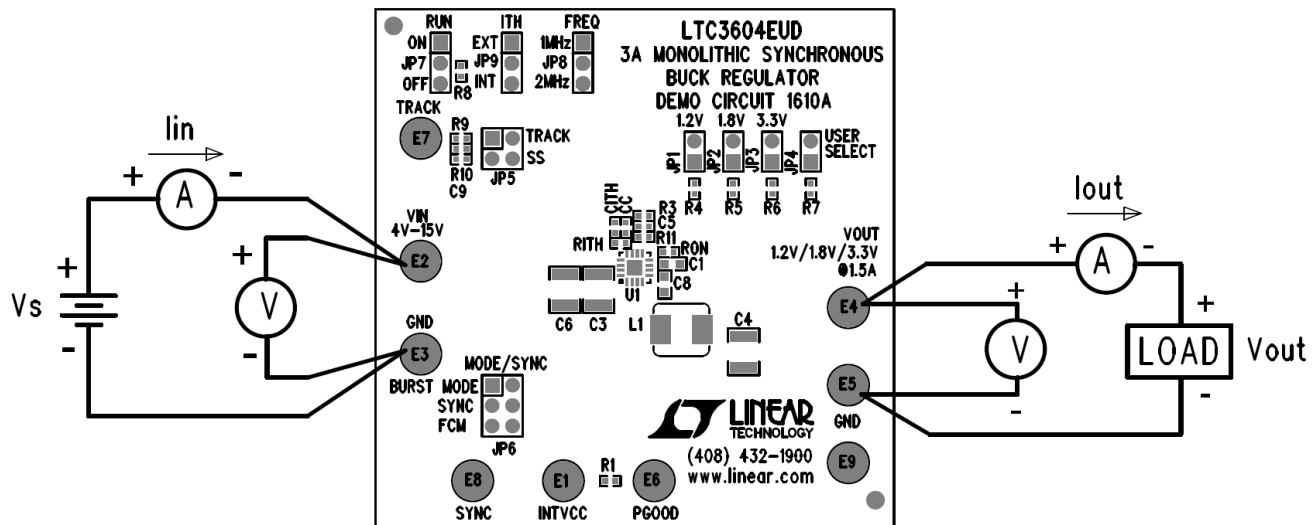 RUN ITH FREQ
ON EXT 1MHz
JP7 JP9 JP8
OFF INT 2MHz
R8
LTC3604EUD
3A MONOLITHIC SYNCHRONOUS
BUCK REGULATOR
DEMO CIRCUIT 1610A
1.2V 1.8V 3.3V
JP1 JP2 JP3 JP4
USER
SELECT
R4 R5 R6 R7
TRACK
E7
R9
R10
C9
TRACK
SS
JP5
Iin
+ A -
VIN
4V-15V
E2
+
Vs
-
+
V
-
GND
E3
BURST
MODE/SYNC
MODE
SYNC
FCM
JP6
CITH
CC
R3
C5
R11
RITH
RON
C1
C8
U1
C6 C3 L1 C4
VOUT
1.2V/1.8V/3.3V
@1.5A
E4
Iout
+ A -
+
V
-
+
LOAD Vout
-
E5
GND
E9
LT LINEAR
TECHNOLOGY
(408) 432-1900
www.linear.com
E8 E1 R1 E6
SYNC INTVCC PGOOD